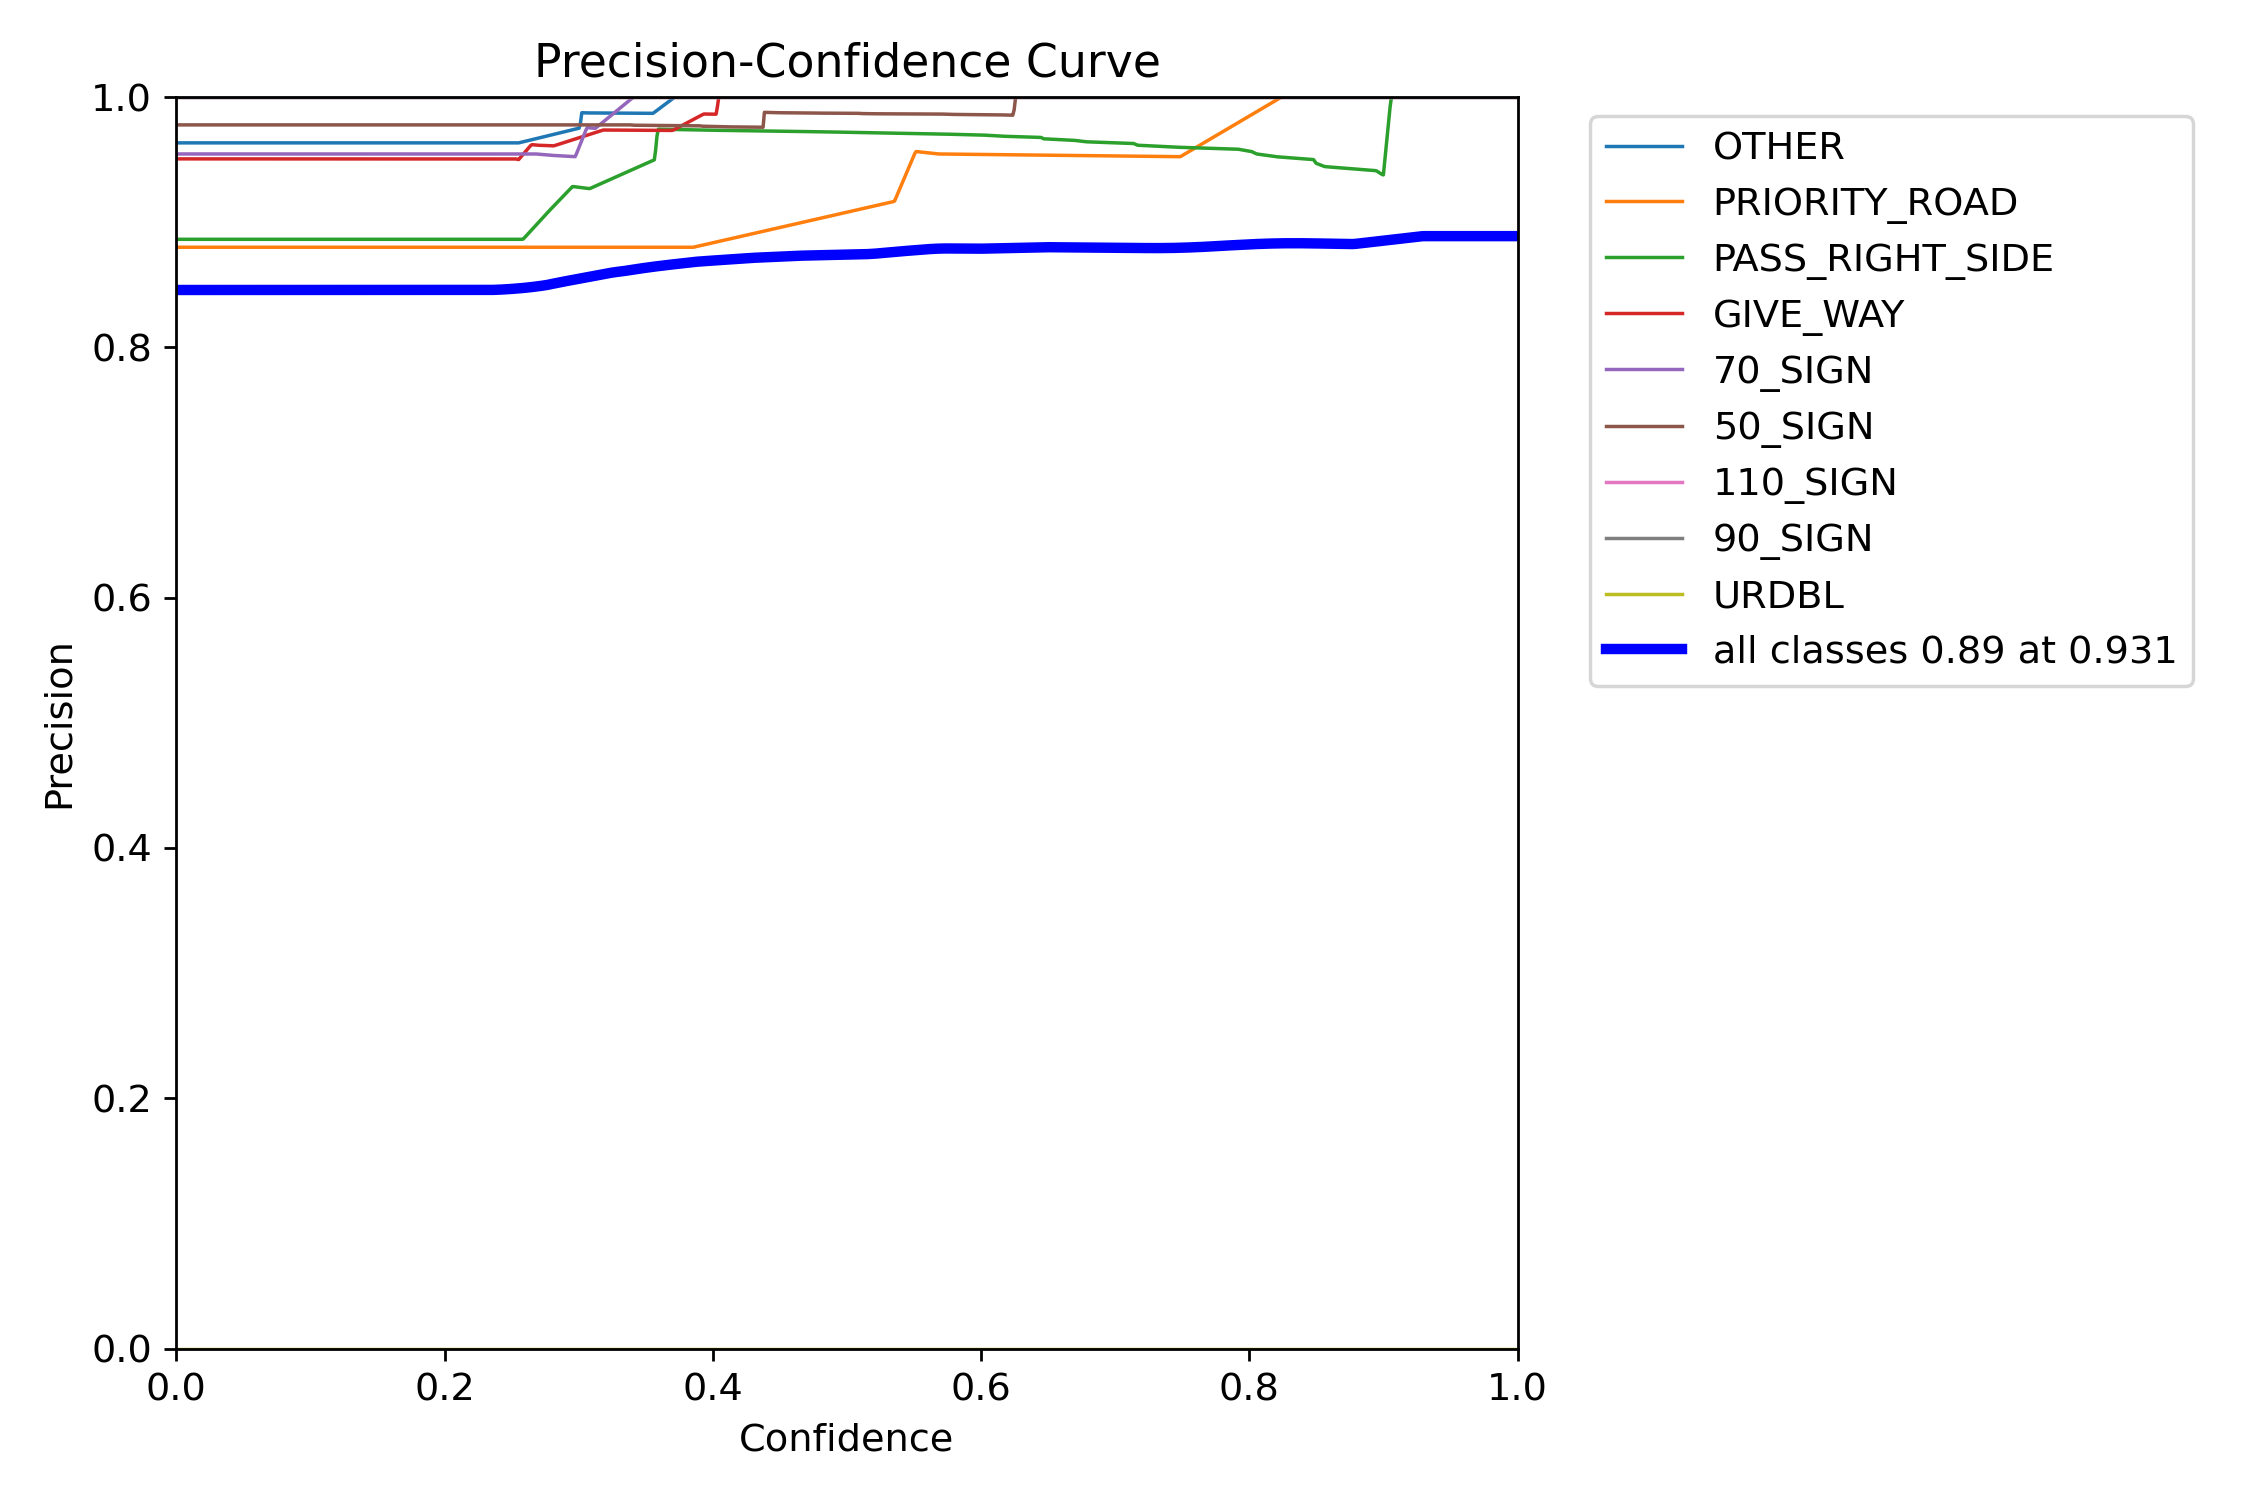 Precision-Confidence Curve
1.0
0.8
0.6
0.4
0.2
0.0
Precision
0.0
0.2
0.4
0.6
0.8
1.0
Confidence
OTHER
PRIORITY_ROAD
PASS_RIGHT_SIDE
GIVE_WAY
70_SIGN
50_SIGN
110_SIGN
90_SIGN
URDBL
all classes 0.89 at 0.931